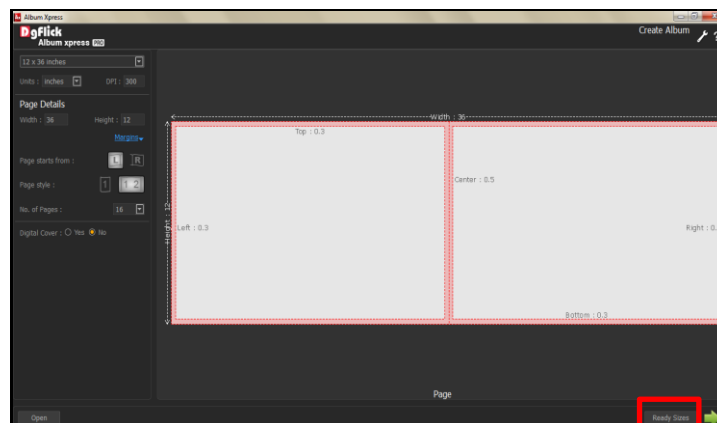 Album Xpress
DgFlick
Album xpress PRO
Create Album
12 x 36 inches
Units : inches
DPI : 300
Page Details
Width : 36
Height : 12
Margins
Page starts from :
L
R
Page style :
1
1 2
No. of Pages :
16
Digital Cover :
Yes
No
Width : 36
Top : 0.3
Center : 0.5
Height : 12
Left : 0.3
Right : 0.
Bottom : 0.3
Page
Open
Ready Sizes